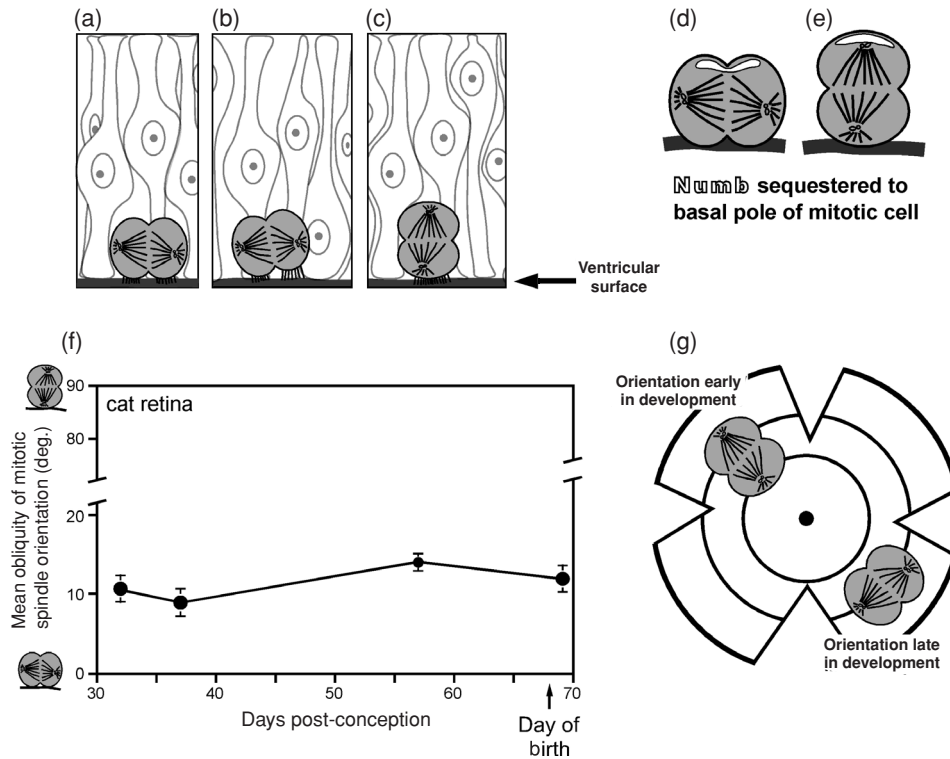 (a)
(b)
(c)
(d)
(e)
Numb sequestered to
basal pole of mitotic cell
Ventricular
surface
(f)
cat retina
90
80
20
10
0
Mean obliquity of mitotic
spindle orientation (deg.)
30
40
50
60
70
Days post-conception
Day of
birth
(g)
Orientation early
in development
Orientation late
in development